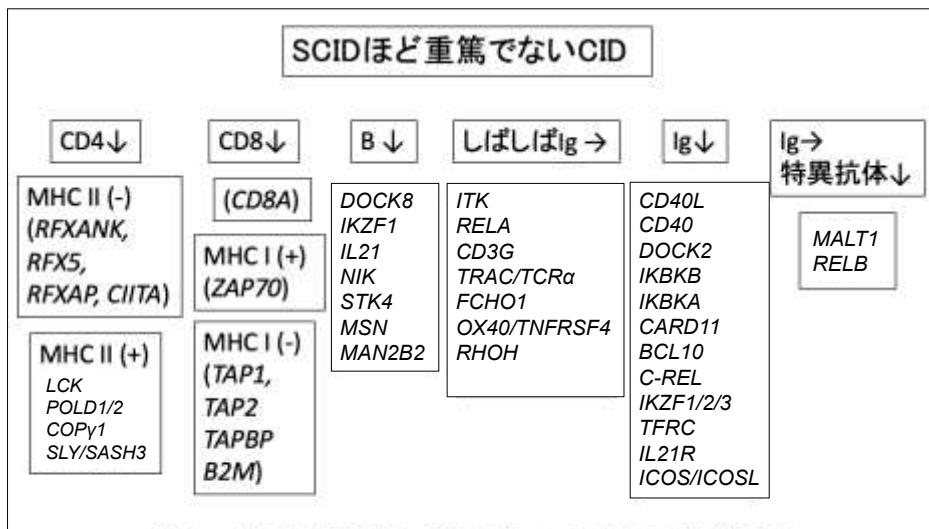 SCIDほど重篤でないCID
CD4↓
MHC II (-)
(RFXANK,
RFX5,
RFXAP, CIITA)
MHC II (+)
LCK
POLD1/2
COPγ1
SLY/SASH3
CD8↓
(CD8A)
MHC I (+)
(ZAP70)
MHC I (-)
(TAP1,
TAP2
TAPBP
B2M)
B ↓
DOCK8
IKZF1
IL21
NIK
STK4
MSN
MAN2B2
しばしばIg →
ITK
RELA
CD3G
TRAC/TCRα
FCHO1
OX40/TNFRSF4
RHOH
Ig↓
CD40L
CD40
DOCK2
IKBKB
IKBKA
CARD11
BCL10
C-REL
IKZF1/2/3
TFRC
IL21R
ICOS/ICOSL
Ig→
特異抗体↓
MALT1
RELB